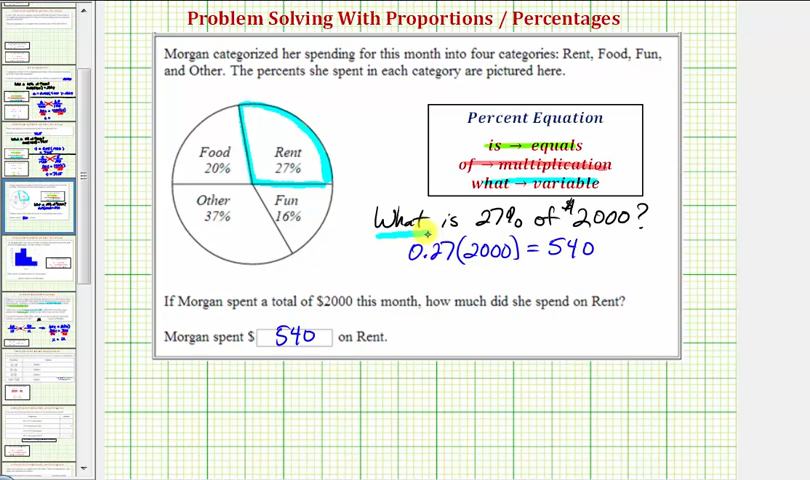 Problem Solving With Proportions / Percentages
Morgan categorized her spending for this month into four categories: Rent, Food, Fun,
and Other. The percents she spent in each category are pictured here.
Food
20%
Rent
27%
Other
37%
Fun
16%
Percent Equation
is → equals
of → multiplication
what → variable
What is 27% of $2000?
0.27(2000) = 540
If Morgan spent a total of $2000 this month, how much did she spend on Rent?
Morgan spent $ 540 on Rent.